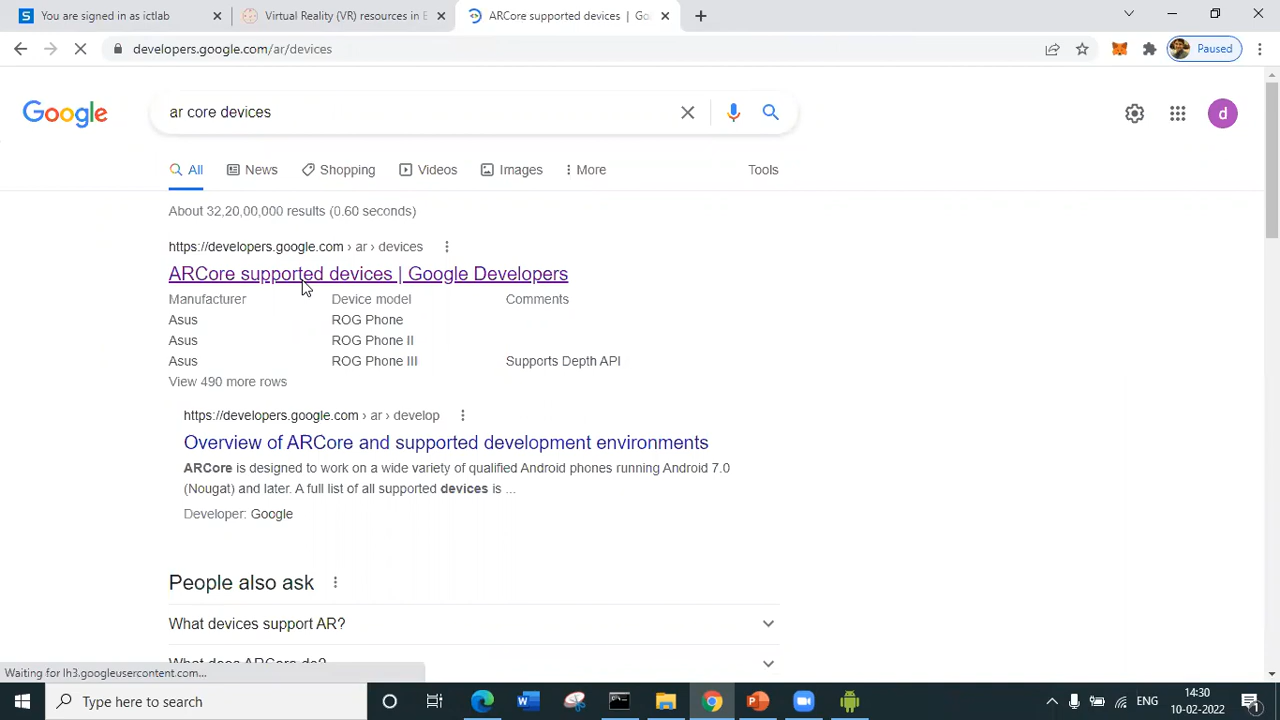 You are signed in as ictlab
Virtual Reality (VR) resources in E
ARCore supported devices | Go
developers.google.com/ar/devices
Paused
Google
ar core devices
d
All
News
Shopping
Videos
Images
More
Tools
About 32,20,00,000 results (0.60 seconds)
https://developers.google.com › ar › devices
ARCore supported devices | Google Developers
Manufacturer Device model Comments
Asus ROG Phone
Asus ROG Phone II
Asus ROG Phone III Supports Depth API
View 490 more rows
https://developers.google.com › ar › develop
Overview of ARCore and supported development environments
ARCore is designed to work on a wide variety of qualified Android phones running Android 7.0
(Nougat) and later. A full list of all supported devices is ...
Developer: Google
People also ask
What devices support AR?
What does ARCore do?
Waiting for lh3.googleusercontent.com...
Type here to search
ENG
14:30
10-02-2022